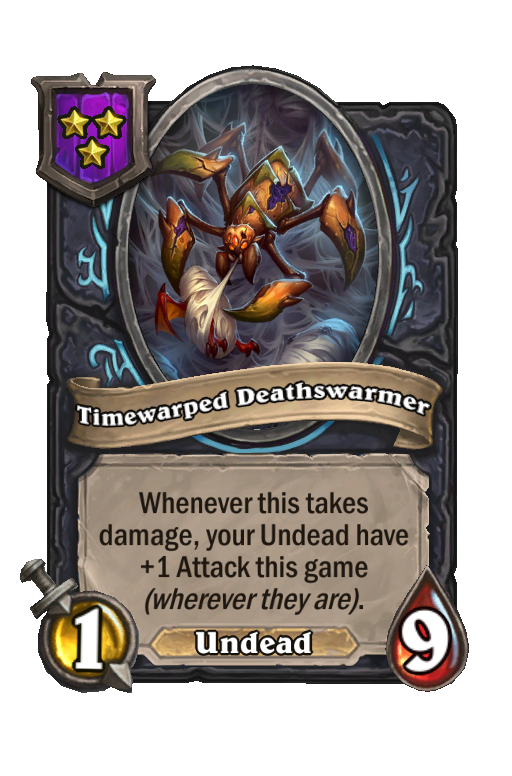 Timewarped Deathswarmer
Whenever this takes
damage, your Undead have
+1 Attack this game
(wherever they are).
Undead
1
9